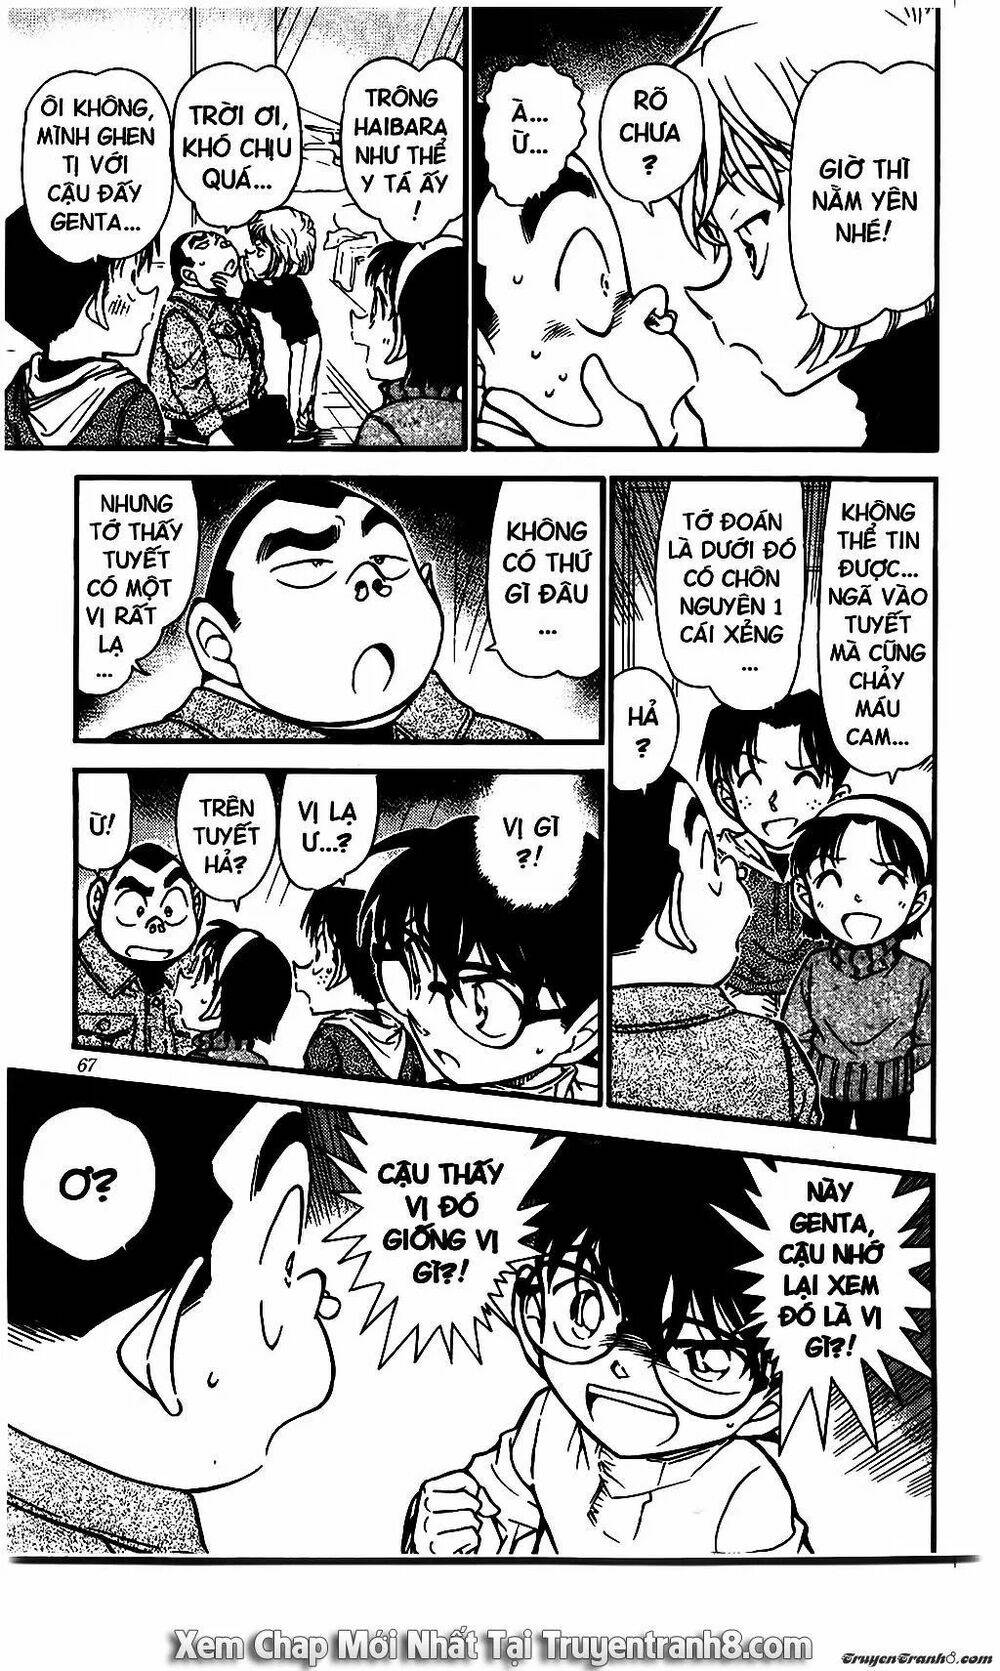 GIỜ THÌ
NẰM YÊN
NHÉ!
RÕ
CHƯA
?
À...
Ừ...
TRÔNG
HAIBARA
NHƯ THỂ
Y TÁ ẤY
!
TRỜI ƠI,
KHÓ CHỊU
QUÁ...
ÔI KHÔNG,
MÌNH GHEN
TỊ VỚI
CẬU ĐẤY
GENTA...
KHÔNG
THỂ TIN
ĐƯỢC...
NGÃ VÀO
TUYẾT
MÀ CŨNG
CHẢY
MÁU
CAM...
TỚ ĐOÁN
LÀ DƯỚI ĐÓ
CÓ CHÔN
NGUYÊN 1
CÁI XẺNG
...
HẢ
?
KHÔNG
CÓ THỨ
GÌ ĐÂU
...
NHƯNG
TỚ THẤY
TUYẾT
CÓ MỘT
VỊ RẤT
LẠ
...
VỊ GÌ
?!
VỊ LẠ
Ư...?
TRÊN
TUYẾT
HẢ?
Ừ!
67
NÀY
GENTA,
CẬU NHỚ
LẠI XEM
ĐÓ LÀ VỊ
GÌ?!
CẬU THẤY
VỊ ĐÓ
GIỐNG VỊ
GÌ?!
Ơ?
Xem Chap Mới Nhất Tại Truyentranh8.com
TruyenTranh8.com